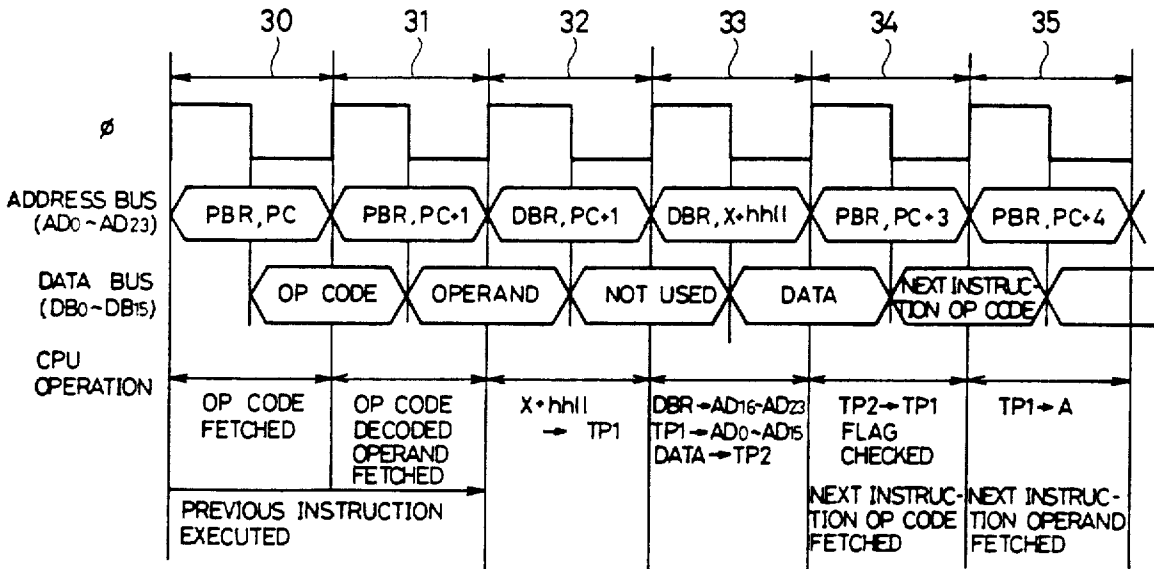 30 31 32 33 34 35
ø
ADDRESS BUS
(AD0~AD23)
PBR, PC PBR, PC+1 DBR, PC+1 DBR, X+hhll PBR, PC+3 PBR, PC+4
DATA BUS
(DB0~DB15)
OP CODE OPERAND NOT USED DATA NEXT INSTRUC-
TION OP CODE
CPU
OPERATION
OP CODE
FETCHED
OP CODE
DECODED
OPERAND
FETCHED
X+hhll
→ TP1
DBR→AD16~AD23
TP1→AD0~AD15
DATA→TP2
TP2→TP1
FLAG
CHECKED
TP1→A
PREVIOUS INSTRUCTION
EXECUTED
NEXT INSTRUC-
TION OP CODE
FETCHED
NEXT INSTRUC-
TION OPERAND
FETCHED